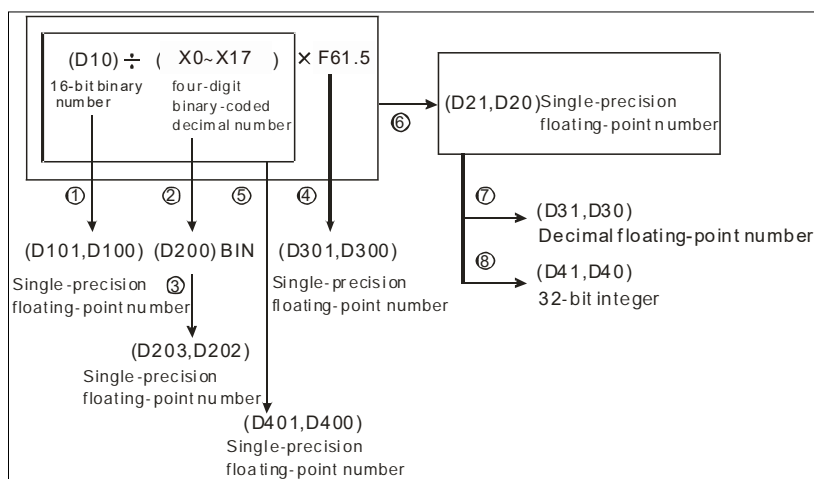 (D10) ÷ ( X0~X17 ) × F61.5
16-bit binary number
four-digit binary-coded decimal number
⑥
(D21,D20) Single-precision floating-point number
① ② ⑤ ④
⑦
(D31,D30)
Decimal floating-point number
⑧
(D41,D40)
32-bit integer
(D101,D100) (D200) BIN (D301,D300)
Single-precision
floating-point number
③
Single-precision
floating-point number
(D203,D202)
Single-precision
floating-point number
(D401,D400)
Single-precision
floating-point number